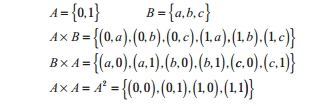 A={0,1} B={a,b,c}
A×B={(0,a),(0,b),(0,c),(1,a),(1,b),(1,c)}
B×A={(a,0),(a,1),(b,0),(b,1),(c,0),(c,1)}
A×A=A²={(0,0),(0,1),(1,0),(1,1)}